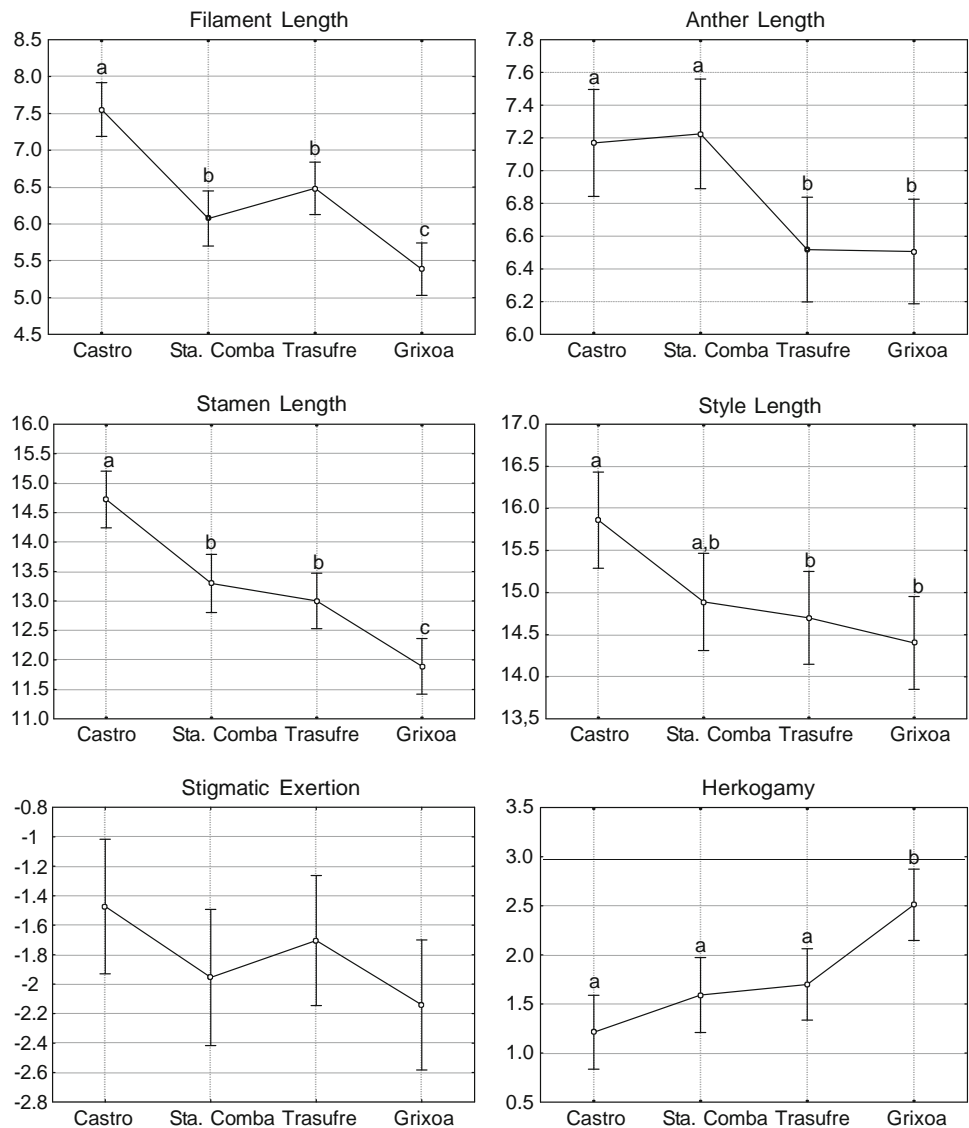 Filament Length
8.5
8.0
7.5
7.0
6.5
6.0
5.5
5.0
4.5
a
b
b
c
Castro Sta. Comba Trasufre Grixoa
Anther Length
7.8
7.6
7.4
7.2
7.0
6.8
6.6
6.4
6.2
6.0
a
a
b
b
Castro Sta. Comba Trasufre Grixoa
Stamen Length
16.0
15.5
15.0
14.5
14.0
13.5
13.0
12.5
12.0
11.5
11.0
a
b
b
c
Castro Sta. Comba Trasufre Grixoa
Style Length
17.0
16.5
16.0
15.5
15.0
14.5
14.0
13,5
a
a,b
b
b
Castro Sta. Comba Trasufre Grixoa
Stigmatic Exertion
-0.8
-1
-1.2
-1.4
-1.6
-1.8
-2
-2.2
-2.4
-2.6
-2.8
Castro Sta. Comba Trasufre Grixoa
Herkogamy
3.5
3.0
2.5
2.0
1.5
1.0
0.5
a
a
a
b
Castro Sta. Comba Trasufre Grixoa